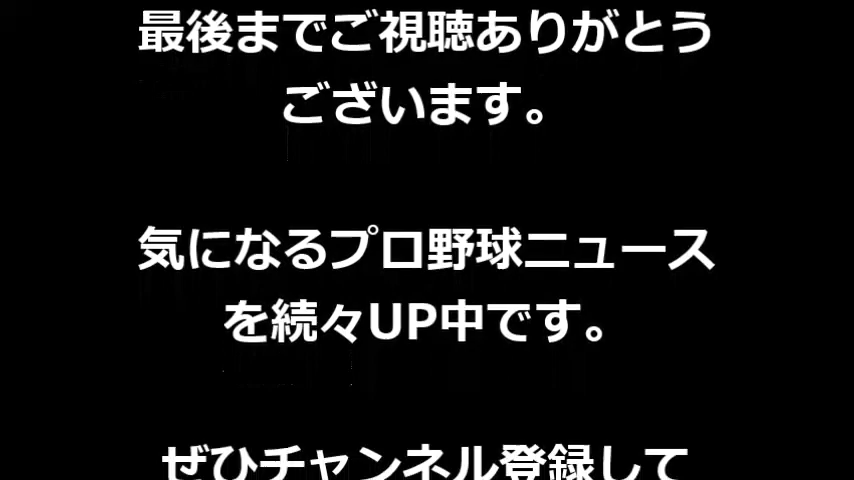 最後までご視聴ありがとう
ございます。
気になるプロ野球ニュース
を続々UP中です。
ぜひチャンネル登録して